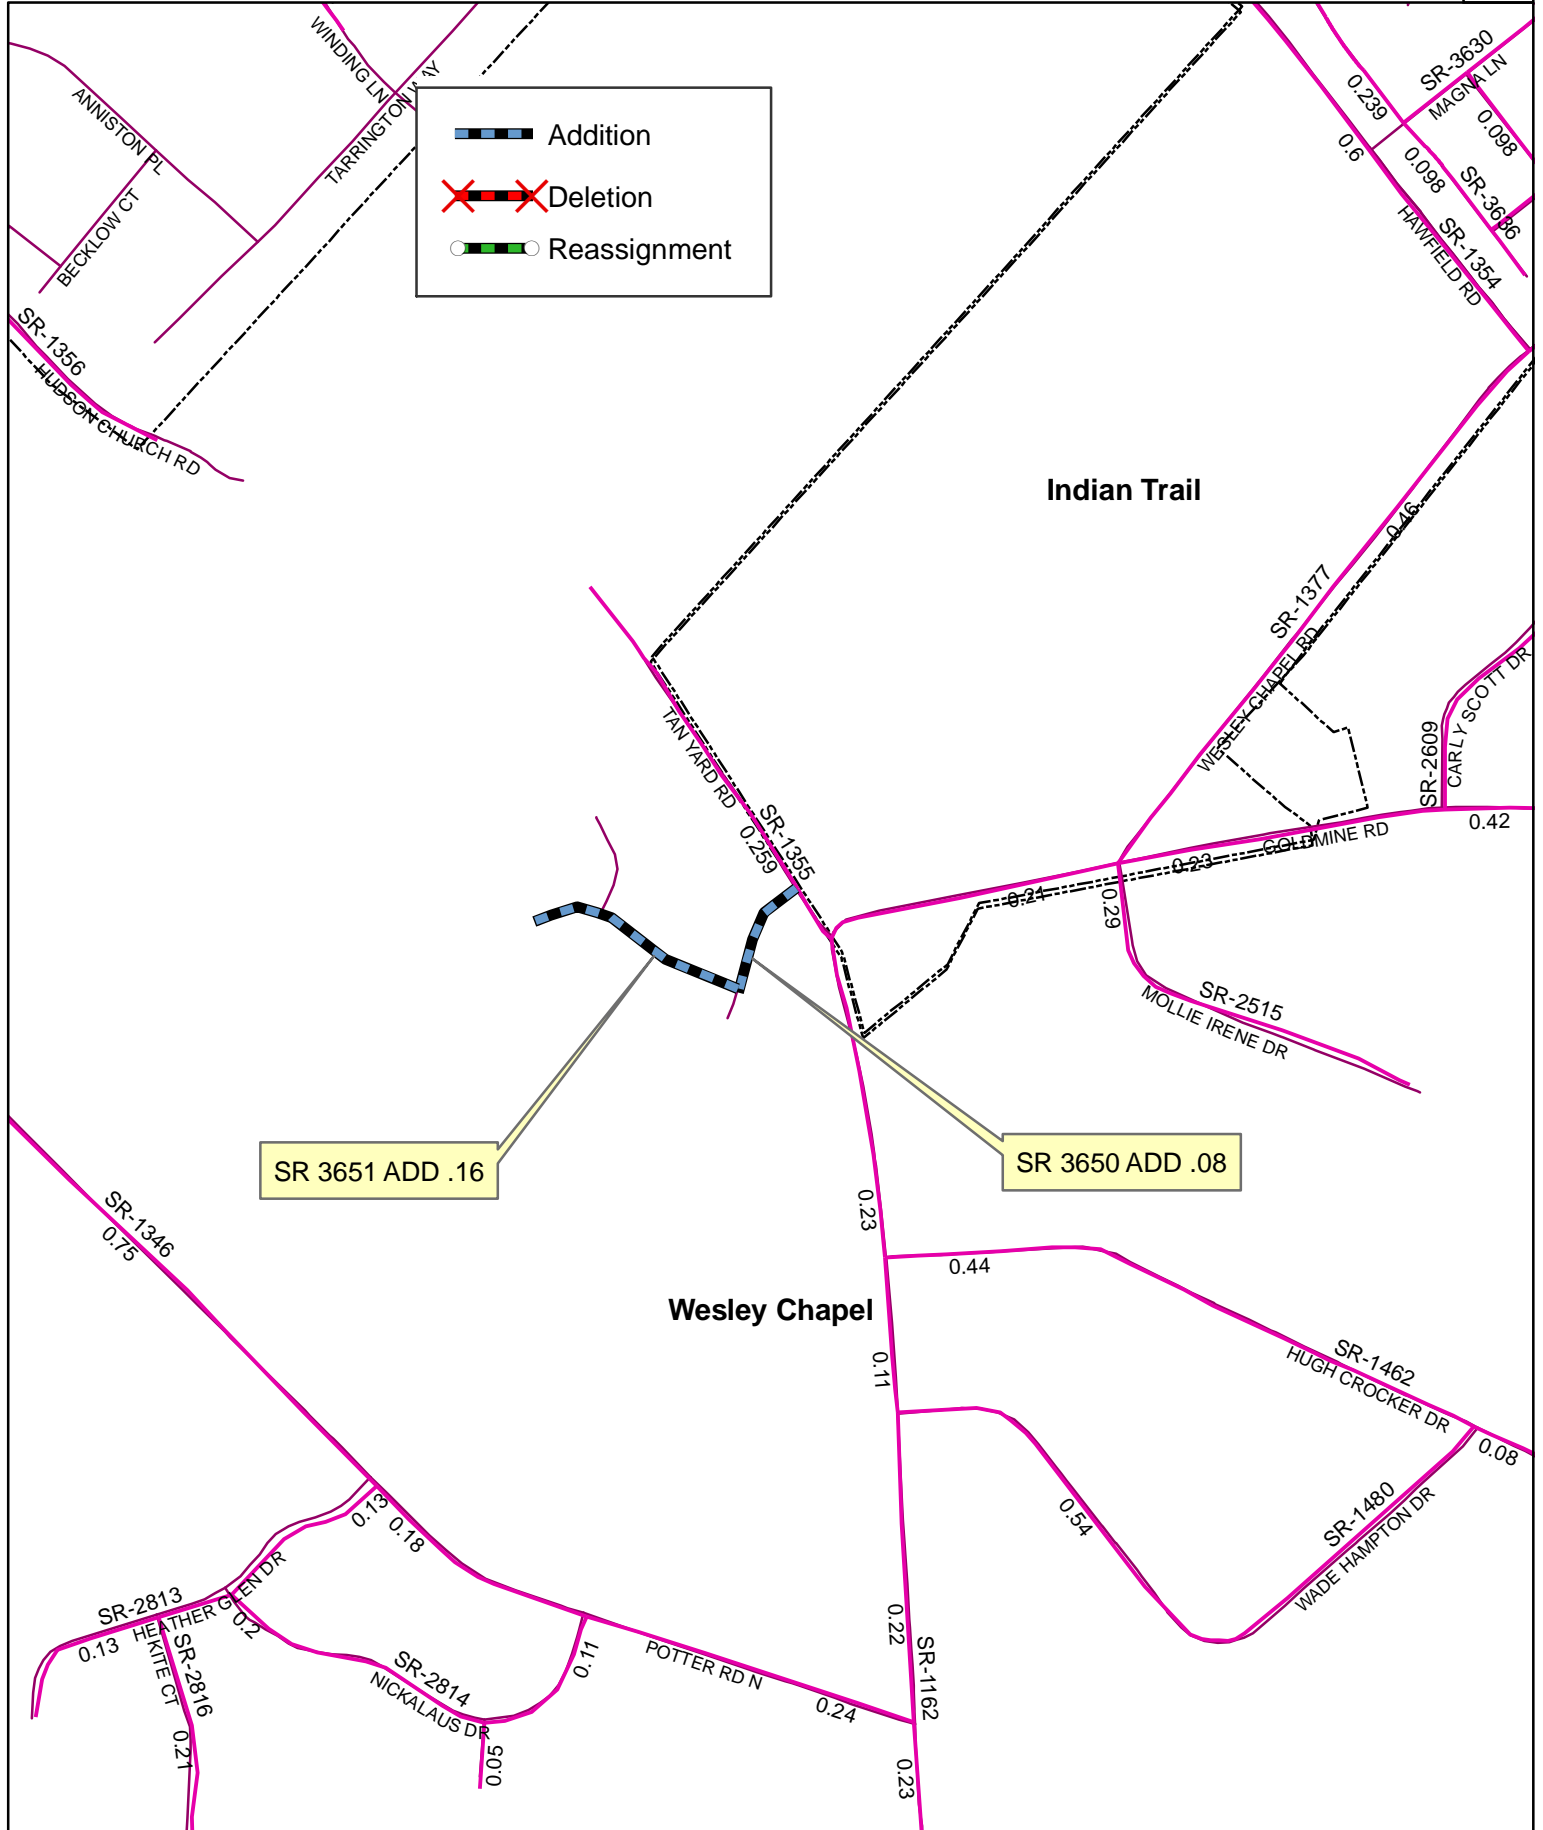 WINDING LN
TARRINGTON WAY
ANNISTON PL
BECKLOW CT
SR-1356
HUDSON CHURCH RD
Addition
Deletion
Reassignment
SR-3630
MAGNA LN
0.239
0.098
0.6
0.098
SR-3686
SR-1354
HAWFIELD RD
Indian Trail
0.46
SR-1377
WESLEY CHAPEL RD
CARLY SCOTT DR
SR-2609
0.42
GOLDMINE RD
0.23
0.21
0.29
TAN YARD RD
SR-1355
0.259
SR-2515
MOLLIE IRENE DR
SR 3651 ADD .16
SR 3650 ADD .08
SR-1346
0.75
0.23
0.44
Wesley Chapel
0.11
SR-1462
HUGH CROCKER DR
0.08
0.54
SR-1480
WADE HAMPTON DR
0.13
0.18
SR-2813
HEATHER GLEN DR
0.13
0.2
KITE CT
SR-2816
0.21
SR-2814
NICKALAUS DR
0.11
0.05
POTTER RD N
0.24
0.22
SR-1162
0.23